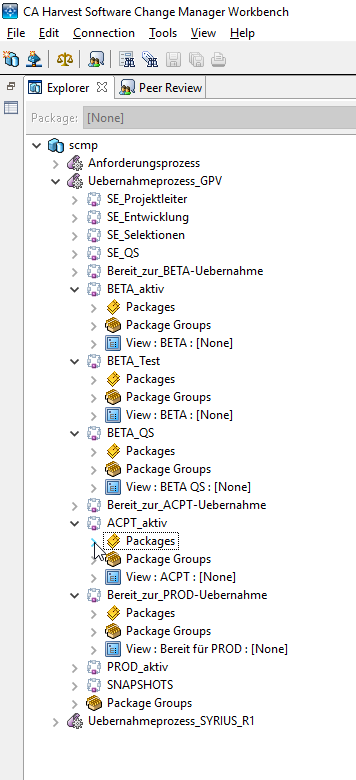 CA Harvest Software Change Manager Workbench
File Edit Connection Tools View Help
Explorer Peer Review
Package: [None]
scmp
Anforderungsprozess
Uebernahmeprozess_GPV
SE_Projektleiter
SE_Entwicklung
SE_Selektionen
SE_QS
Bereit_zur_BETA-Uebernahme
BETA_aktiv
Packages
Package Groups
View : BETA : [None]
BETA_Test
Packages
Package Groups
View : BETA : [None]
BETA_QS
Packages
Package Groups
View : BETA QS : [None]
Bereit_zur_ACPT-Uebernahme
ACPT_aktiv
Packages
Package Groups
View : ACPT : [None]
Bereit_zur_PROD-Uebernahme
Packages
Package Groups
View : Bereit für PROD : [None]
PROD_aktiv
SNAPSHOTS
Package Groups
Uebernahmeprozess_SYRIUS_R1